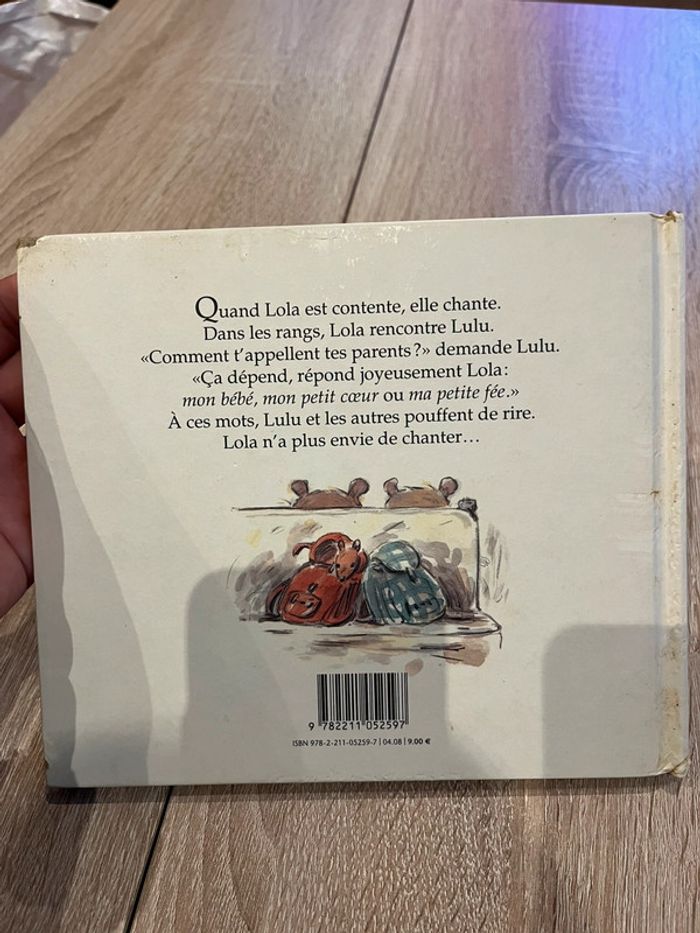 Quand Lola est contente, elle chante.
Dans les rangs, Lola rencontre Lulu.
«Comment t'appellent tes parents?» demande Lulu.
«Ça dépend, répond joyeusement Lola:
mon bébé, mon petit cœur ou ma petite fée.»
À ces mots, Lulu et les autres pouffent de rire.
Lola n'a plus envie de chanter…
9 782211 052597
ISBN 978-2-211-05259-7 | 04.08 | 9.00 €